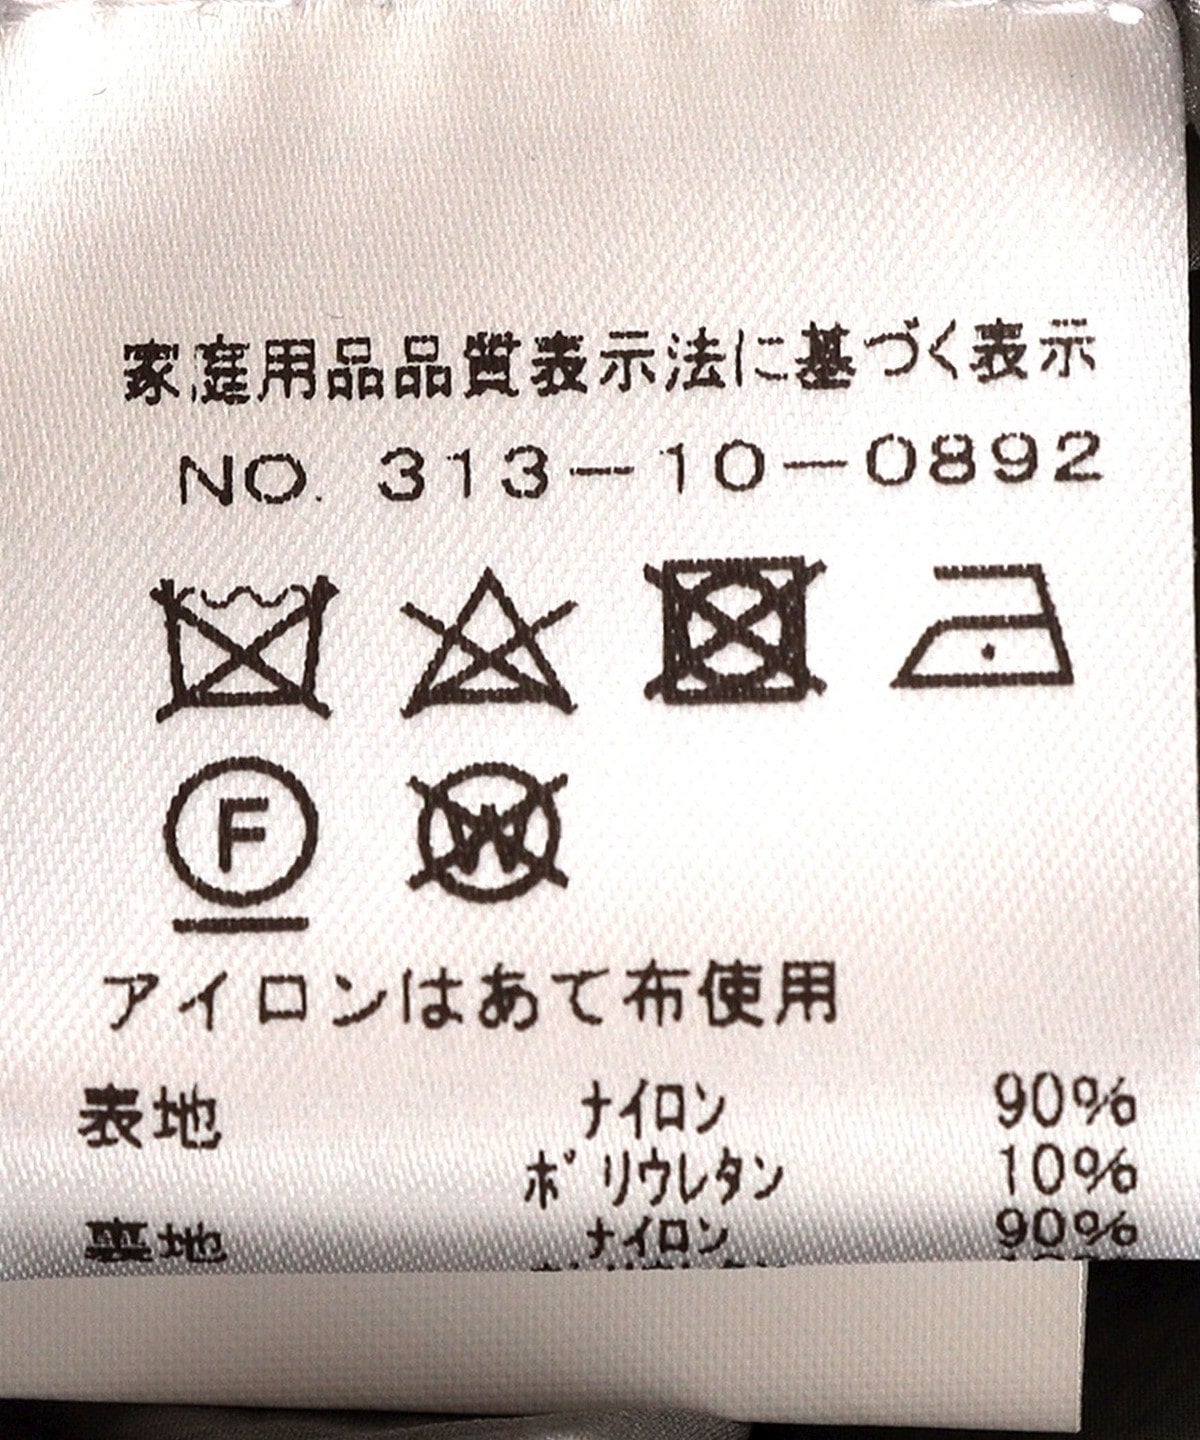 家庭用品品質表示法に基づく表示
NO. 313-10-0892
F W
アイロンはあて布使用
表地 ナイロン 90%
ポリウレタン 10%
裏地 ナイロン 90%